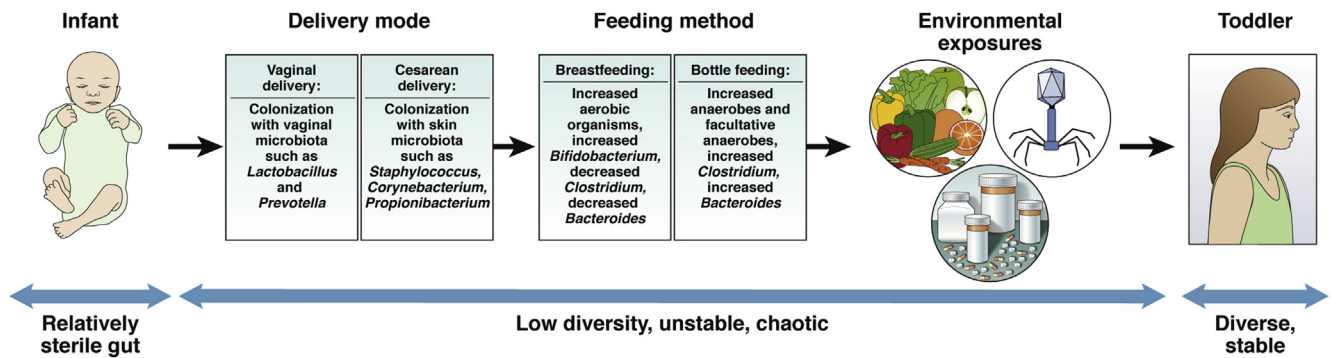 Infant
Delivery mode
Feeding method
Environmental
exposures
Toddler
Vaginal
delivery:
Colonization
with vaginal
microbiota
such as
Lactobacillus
and
Prevotella
Cesarean
delivery:
Colonization
with skin
microbiota
such as
Staphylococcus,
Corynebacterium,
Propionibacterium
Breastfeeding:
Increased
aerobic
organisms,
increased
Bifidobacterium,
decreased
Clostridium,
decreased
Bacteroides
Bottle feeding:
Increased
anaerobes and
facultative
anaerobes,
increased
Clostridium,
increased
Bacteroides
Relatively
sterile gut
Low diversity, unstable, chaotic
Diverse,
stable